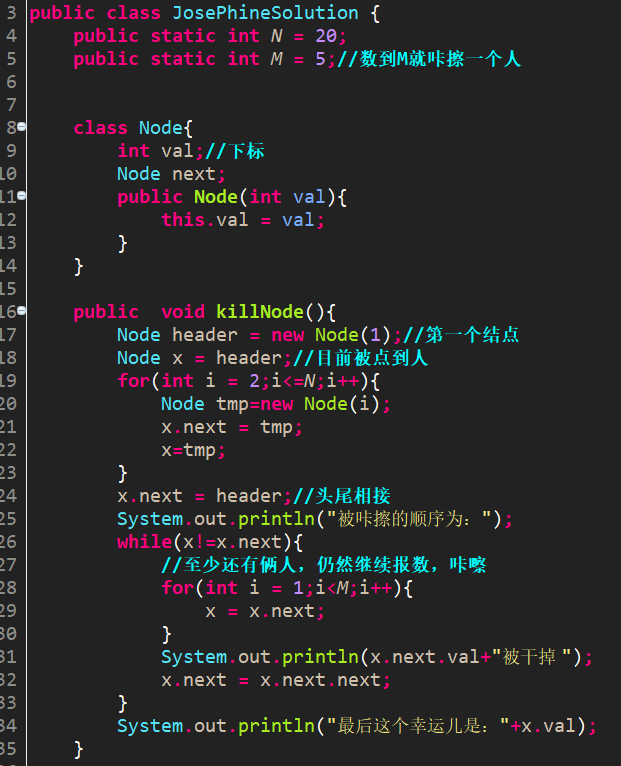 3 public class JosePhineSolution {
4 public static int N = 20;
5 public static int M = 5;//数到M就咔擦一个人
6
7
8 class Node{
9 int val;//下标
10 Node next;
11 public Node(int val){
12 this.val = val;
13 }
14 }
15
16 public  void killNode(){
17 Node header = new Node(1);//第一个结点
18 Node x = header;//目前被点到人
19 for(int i = 2;i<=N;i++){
20 Node tmp=new Node(i);
21 x.next = tmp;
22 x=tmp;
23 }
24 x.next = header;//头尾相接
25 System.out.println("被咔擦的顺序为：");
26 while(x!=x.next){
27 //至少还有俩人，仍然继续报数，咔嚓
28 for(int i = 1;i<M;i++){
29 x = x.next;
30 }
31 System.out.println(x.next.val+"被干掉 ");
32 x.next = x.next.next;
33 }
34 System.out.println("最后这个幸运儿是："+x.val);
35 }